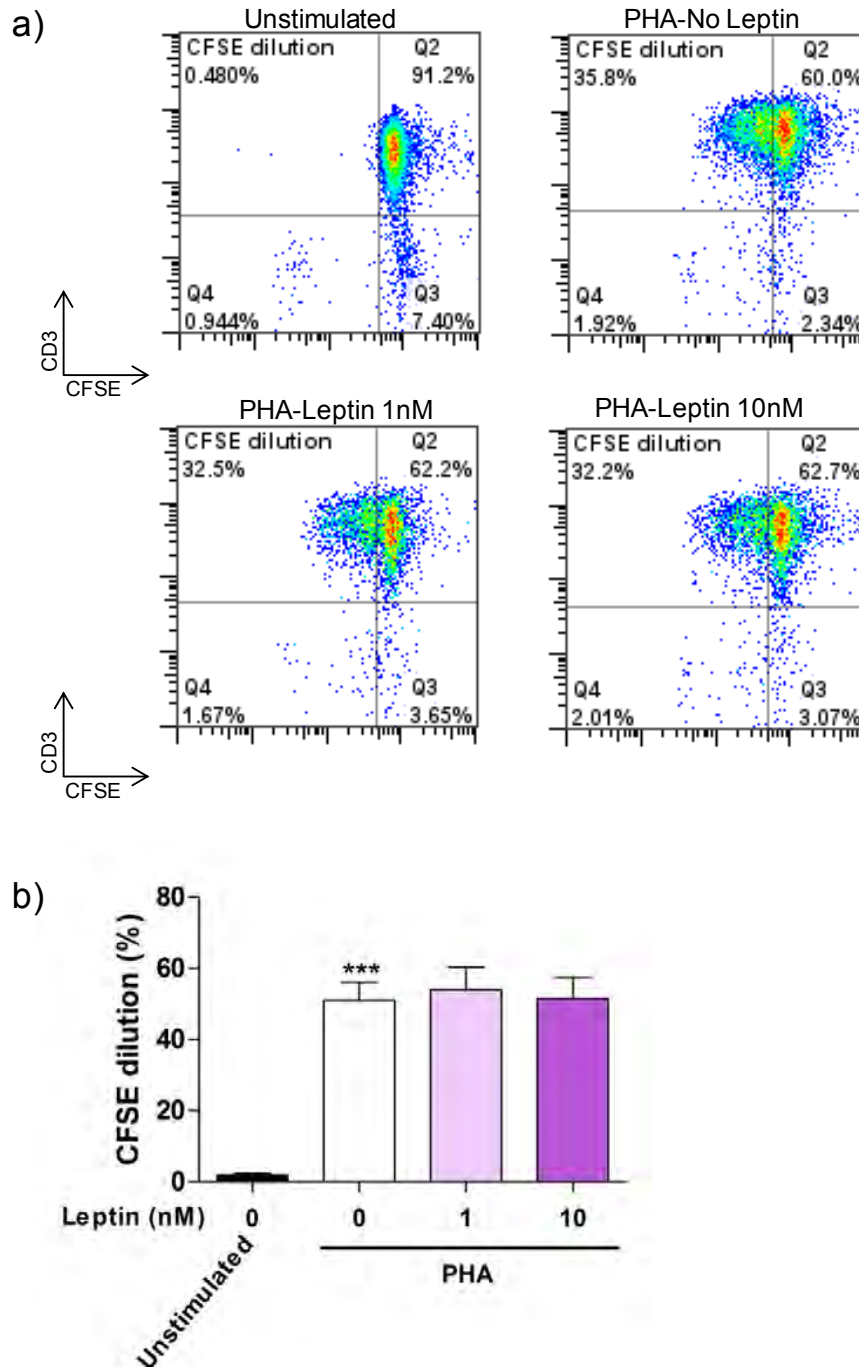 a)
Unstimulated
CFSE dilution Q2
0.480% 91.2%
Q4 Q3
0.944% 7.40%
PHA-No Leptin
CFSE dilution Q2
35.8% 60.0%
Q4 Q3
1.92% 2.34%
CD3
CFSE
PHA-Leptin 1nM
CFSE dilution Q2
32.5% 62.2%
Q4 Q3
1.67% 3.65%
PHA-Leptin 10nM
CFSE dilution Q2
32.2% 62.7%
Q4 Q3
2.01% 3.07%
CD3
CFSE
b)
CFSE dilution (%)
80
60
40
20
0
***
Leptin (nM) 0 0 1 10
Unstimulated
PHA